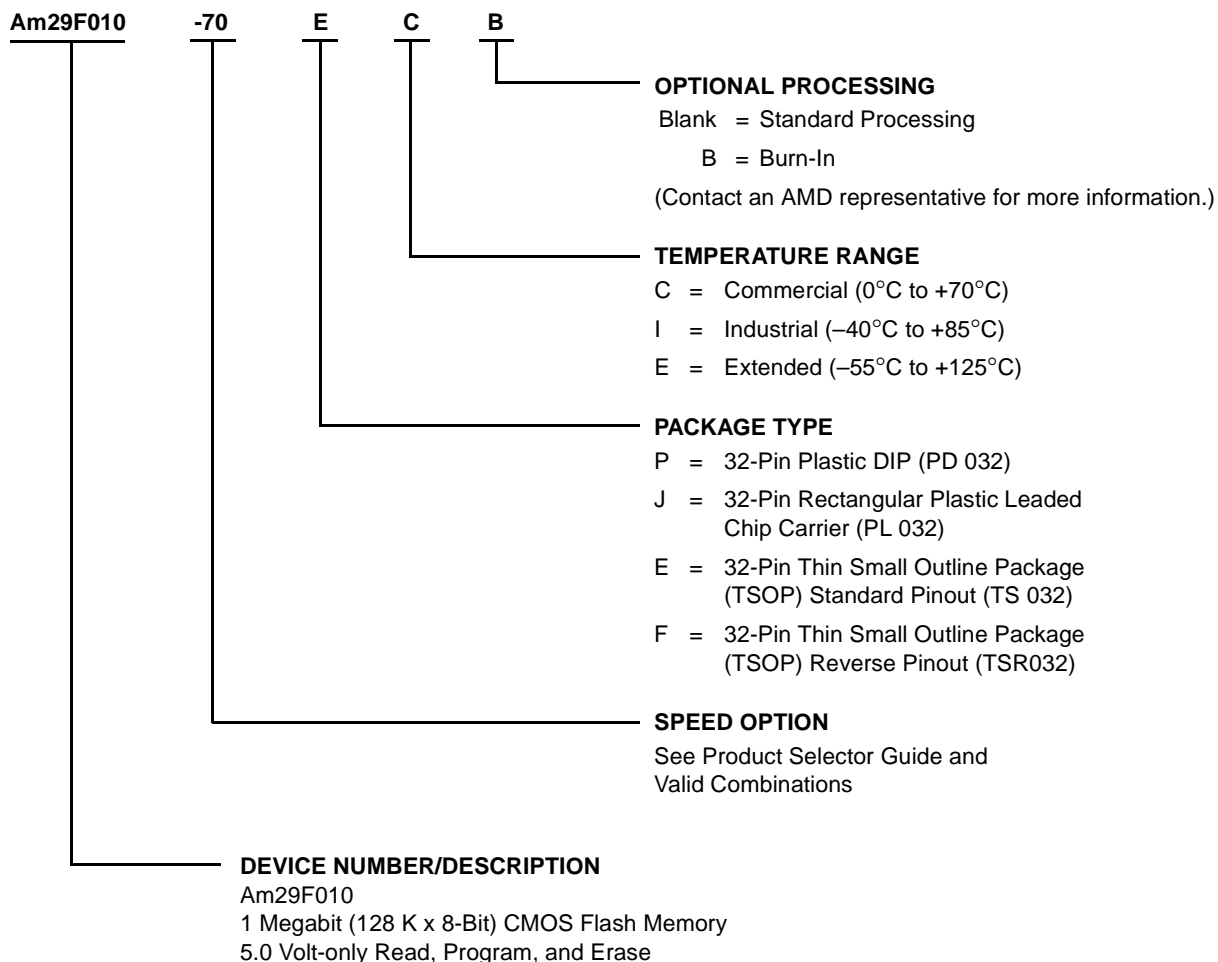 Am29F010 -70 E C B
OPTIONAL PROCESSING
Blank = Standard Processing
B = Burn-In
(Contact an AMD representative for more information.)
TEMPERATURE RANGE
C = Commercial (0°C to +70°C)
I = Industrial (–40°C to +85°C)
E = Extended (–55°C to +125°C)
PACKAGE TYPE
P = 32-Pin Plastic DIP (PD 032)
J = 32-Pin Rectangular Plastic Leaded
Chip Carrier (PL 032)
E = 32-Pin Thin Small Outline Package
(TSOP) Standard Pinout (TS 032)
F = 32-Pin Thin Small Outline Package
(TSOP) Reverse Pinout (TSR032)
SPEED OPTION
See Product Selector Guide and
Valid Combinations
DEVICE NUMBER/DESCRIPTION
Am29F010
1 Megabit (128 K x 8-Bit) CMOS Flash Memory
5.0 Volt-only Read, Program, and Erase